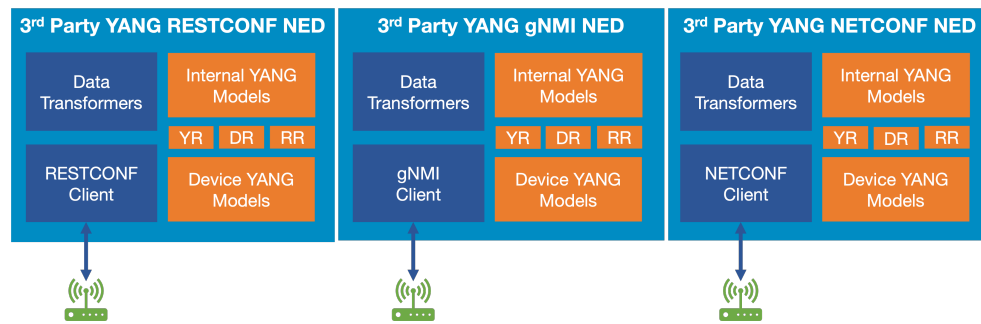 3rd Party YANG RESTCONF NED
Data
Transformers
Internal YANG
Models
YR DR RR
RESTCONF
Client
Device YANG
Models
3rd Party YANG gNMI NED
Data
Transformers
Internal YANG
Models
YR DR RR
gNMI
Client
Device YANG
Models
3rd Party YANG NETCONF NED
Data
Transformers
Internal YANG
Models
YR DR RR
NETCONF
Client
Device YANG
Models